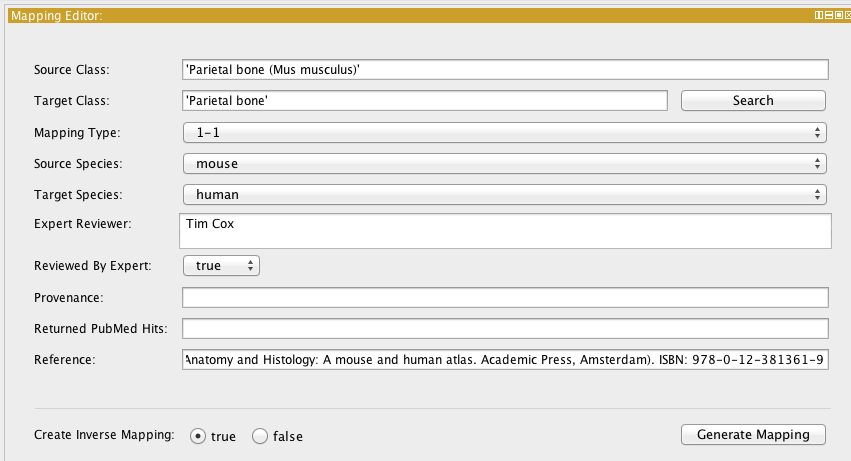 Mapping Editor:
Source Class: 'Parietal bone (Mus musculus)'
Target Class: 'Parietal bone' Search
Mapping Type: 1-1
Source Species: mouse
Target Species: human
Expert Reviewer: Tim Cox
Reviewed By Expert: true
Provenance:
Returned PubMed Hits:
Reference: Anatomy and Histology: A mouse and human atlas. Academic Press, Amsterdam). ISBN: 978-0-12-381361-9
Create Inverse Mapping: true false Generate Mapping